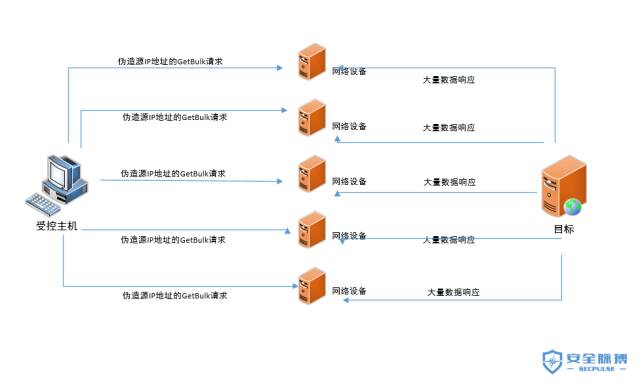 伪造源IP地址的GetBulk请求
网络设备
大量数据响应
伪造源IP地址的GetBulk请求
网络设备
大量数据响应
伪造源IP地址的GetBulk请求
网络设备
大量数据响应
受控主机
目标
伪造源IP地址的GetBulk请求
网络设备
大量数据响应
伪造源IP地址的GetBulk请求
网络设备
大量数据响应
安全脉搏
SECPULSE